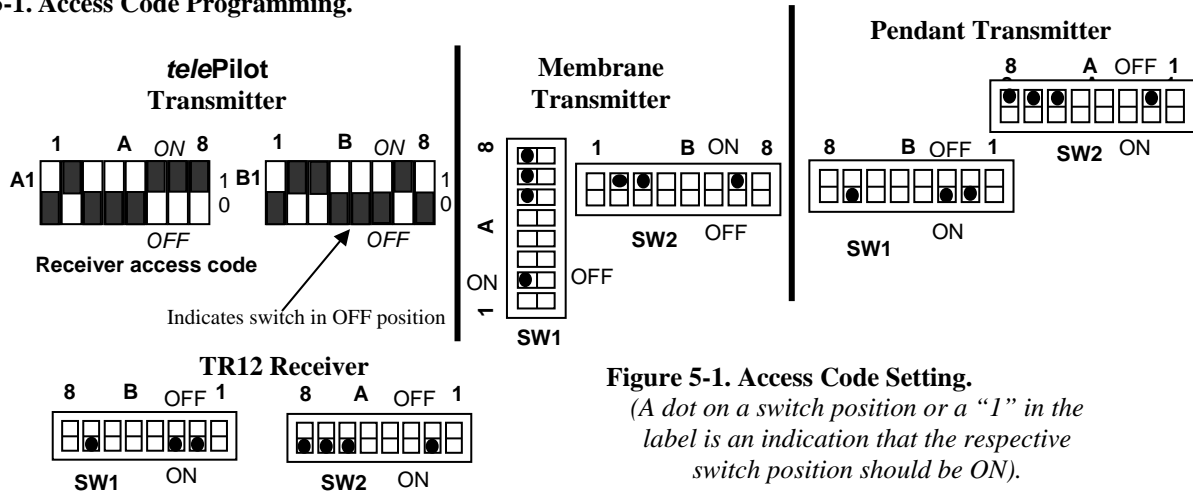 5-1. Access Code Programming.
telePilot
Transmitter
1 A ON 8
A1
OFF
1 B ON 8
B1
1
0
1
0
OFF
Receiver access code
Indicates switch in OFF position
Membrane
Transmitter
8
A
ON
OFF
1
SW1
1 B ON 8
SW2 OFF
Pendant Transmitter
8 A OFF 1
SW2 ON
8 B OFF 1
SW1
ON
TR12 Receiver
8 B OFF 1
SW1 ON
8 A OFF 1
SW2 ON
Figure 5-1. Access Code Setting.
(A dot on a switch position or a “1” in the
label is an indication that the respective
switch position should be ON).